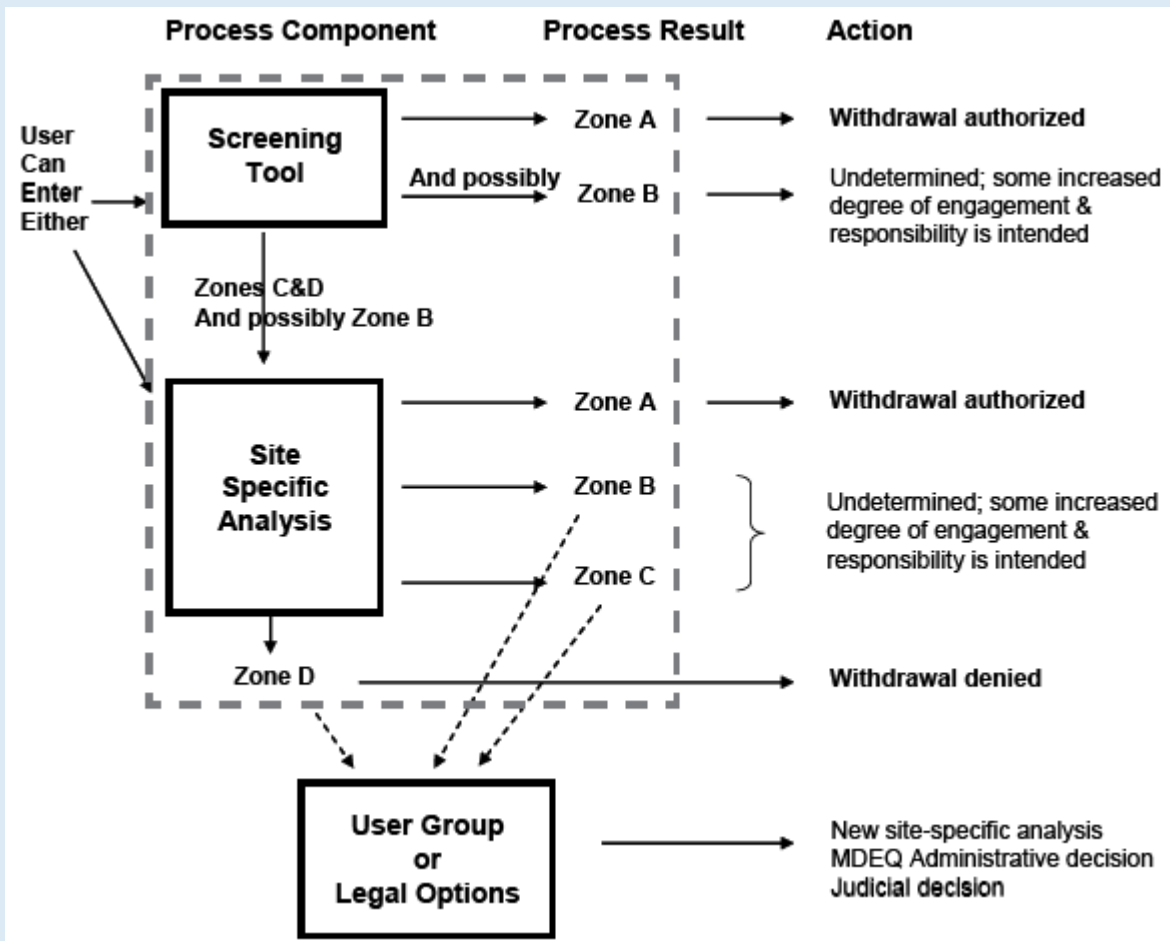 Process Component
Process Result
Action
User
Can
Enter
Either
Screening
Tool
Zone A
Withdrawal authorized
And possibly
Zone B
Undetermined; some increased
degree of engagement &
responsibility is intended
Zones C&D
And possibly Zone B
Site
Specific
Analysis
Zone A
Withdrawal authorized
Zone B
Zone C
Undetermined; some increased
degree of engagement &
responsibility is intended
Zone D
Withdrawal denied
User Group
or
Legal Options
New site-specific analysis
MDEQ Administrative decision
Judicial decision